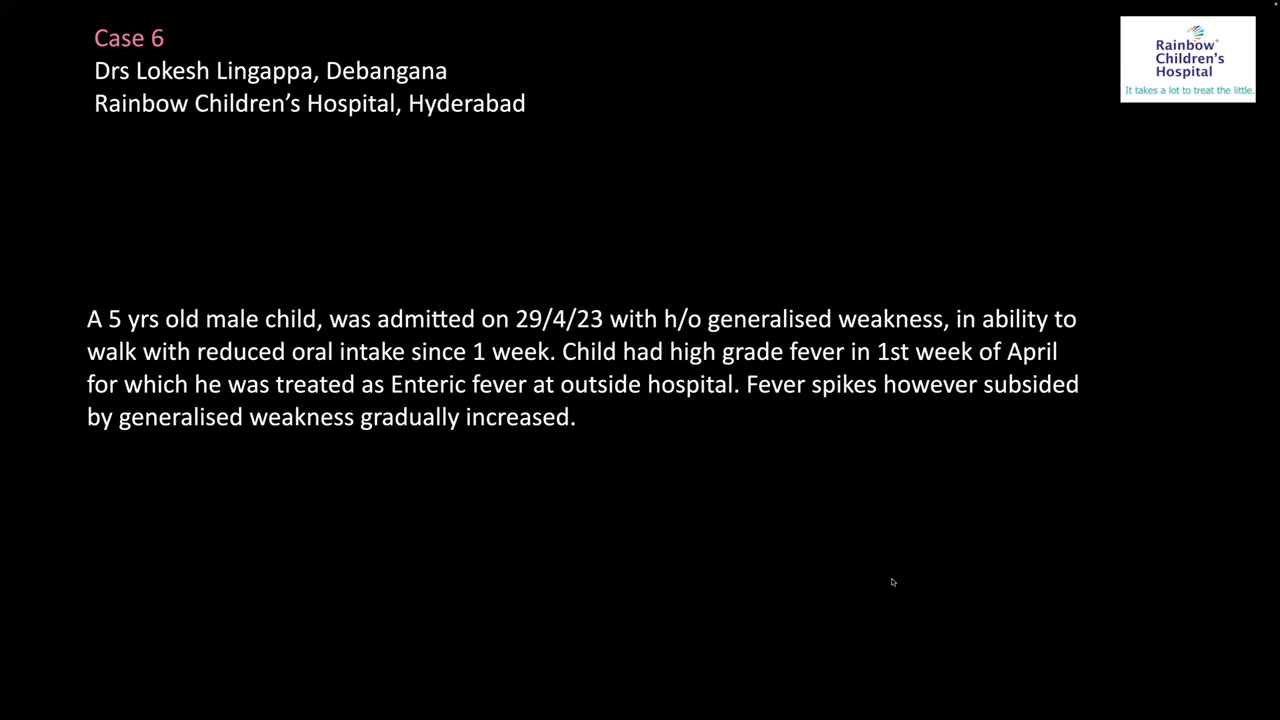 Case 6
Drs Lokesh Lingappa, Debangana
Rainbow Children’s Hospital, Hyderabad
Rainbow®
Children's
Hospital
It takes a lot to treat the little.
A 5 yrs old male child, was admitted on 29/4/23 with h/o generalised weakness, in ability to
walk with reduced oral intake since 1 week. Child had high grade fever in 1st week of April
for which he was treated as Enteric fever at outside hospital. Fever spikes however subsided
by generalised weakness gradually increased.